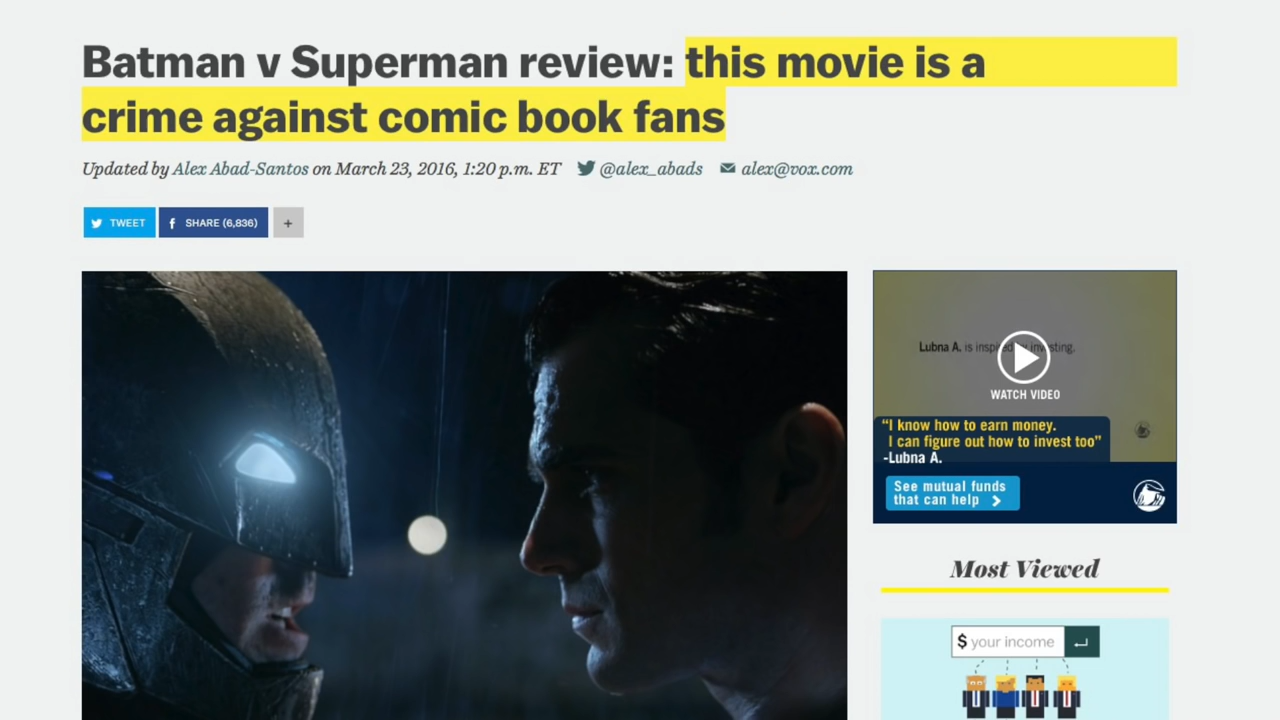 Batman v Superman review: this movie is a
crime against comic book fans
Updated by Alex Abad-Santos on March 23, 2016, 1:20 p.m. ET @alex_abads alex@vox.com
TWEET SHARE (6,836) +
Lubna A. is inspired by investing.
WATCH VIDEO
“I know how to earn money.
I can figure out how to invest too”
-Lubna A.
See mutual funds
that can help
Most Viewed
$ your income